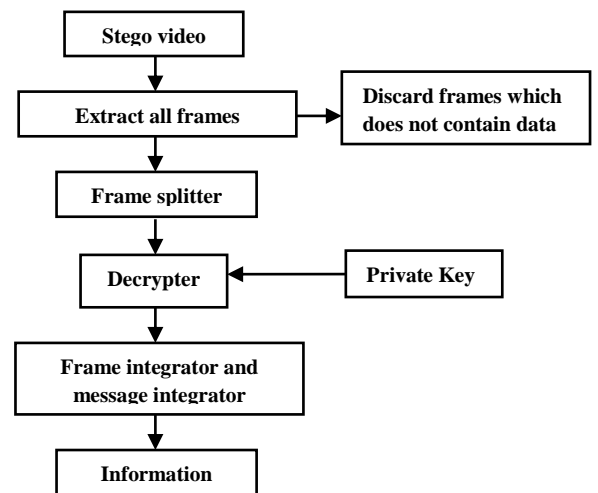 Stego video
Extract all frames
Discard frames which
does not contain data
Frame splitter
Decrypter
Private Key
Frame integrator and
message integrator
Information